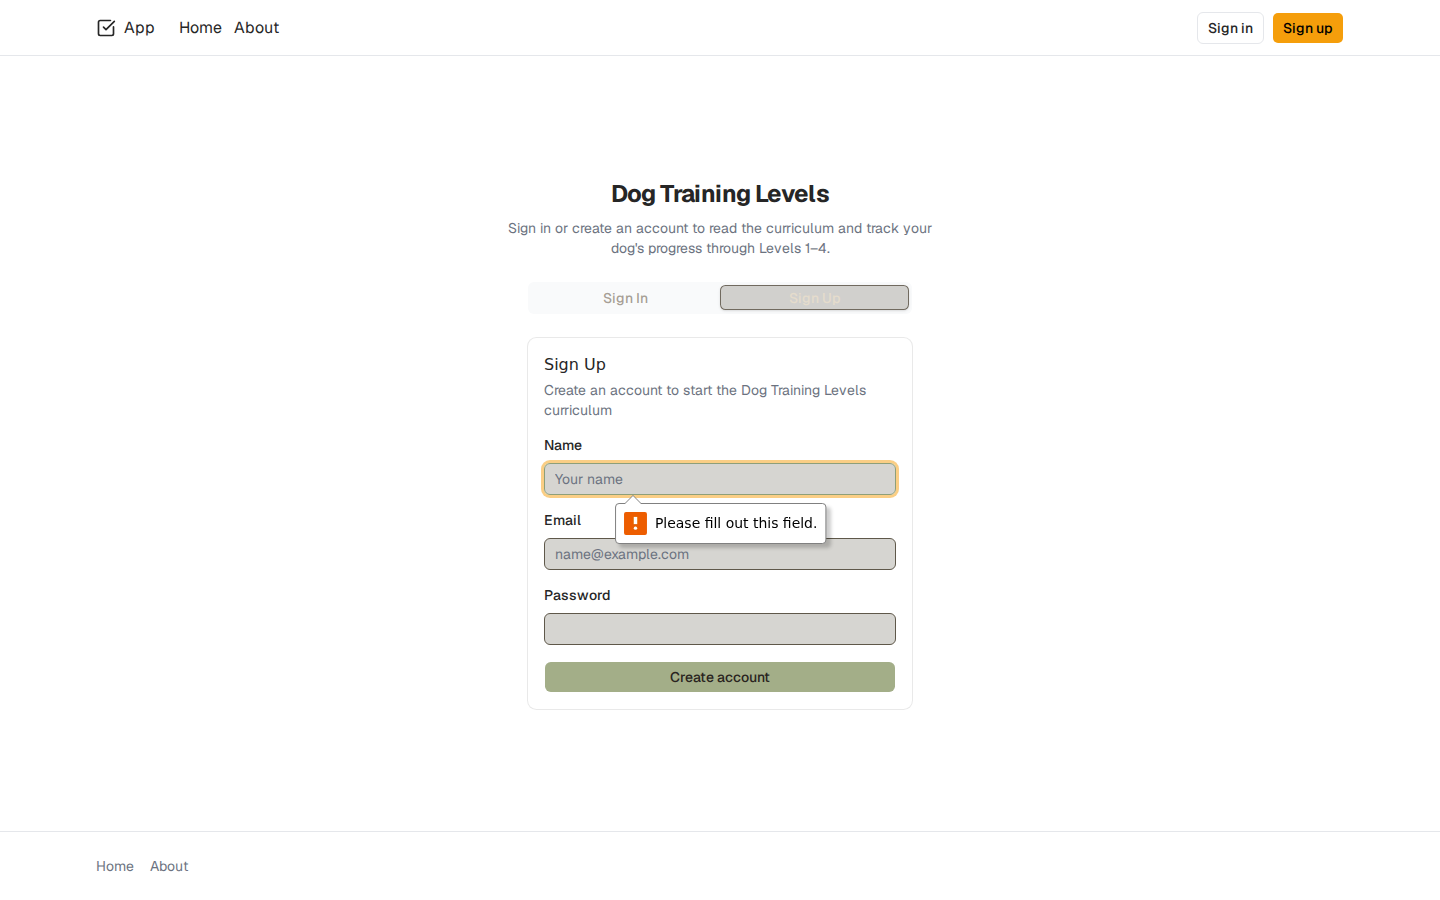 App Home About Sign in Sign up
Dog Training Levels
Sign in or create an account to read the curriculum and track your
dog's progress through Levels 1–4.
Sign In Sign Up
Sign Up
Create an account to start the Dog Training Levels
curriculum
Name
Your name
Please fill out this field.
Email
name@example.com
Password
Create account
Home About